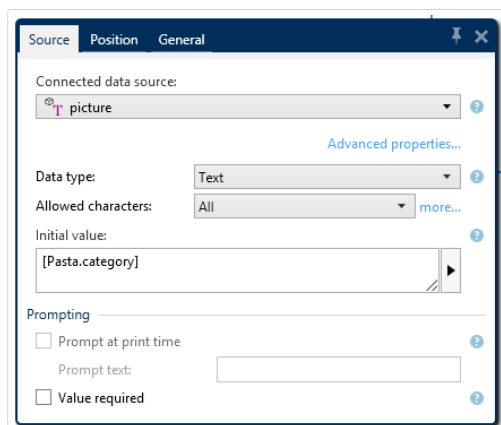 Source Position General
Connected data source:
T picture
Advanced properties...
Data type: Text
Allowed characters: All more...
Initial value:
[Pasta.category]
Prompting
Prompt at print time
Prompt text:
Value required